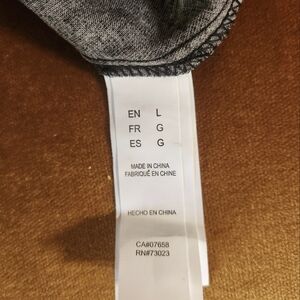 EN L
FR G
ES G
MADE IN CHINA
FABRIQUÉ EN CHINE
HECHO EN CHINA
CA#07658
RN#73023